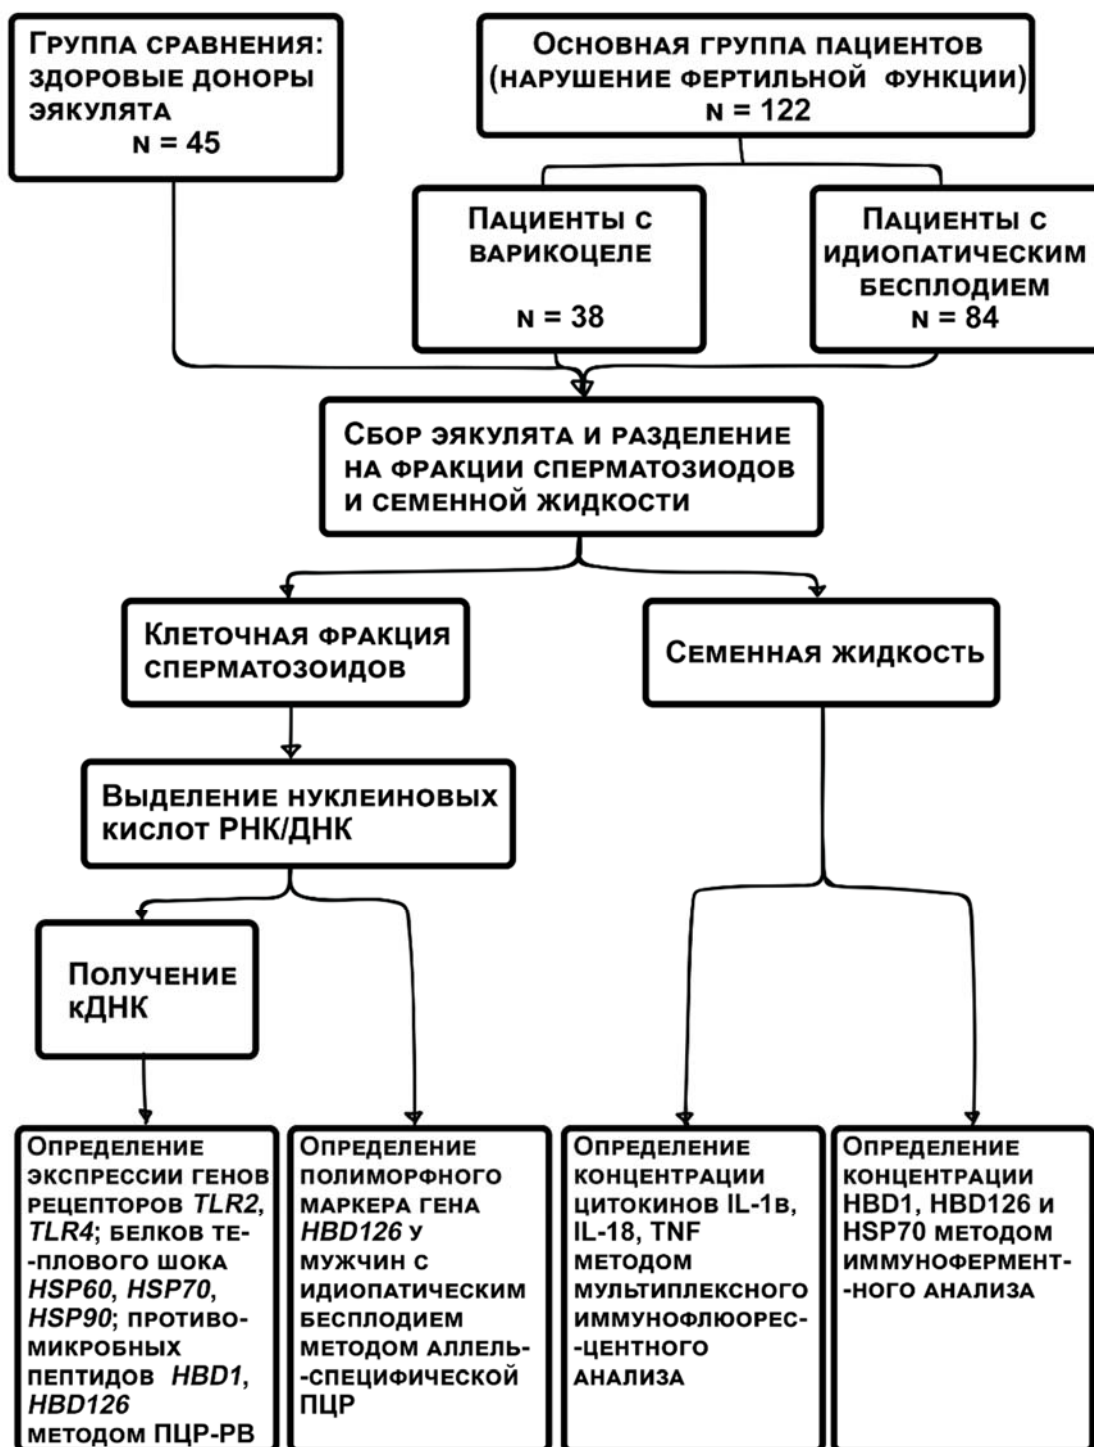 Группа сравнения:
здоровые доноры
эякулята
n = 45
Основная группа пациентов
(нарушение фертильной функции)
n = 122
Пациенты с
варикоцеле
n = 38
Пациенты с
идиопатическим
бесплодием
n = 84
Сбор эякулята и разделение
на фракции сперматозиодов
и семенной жидкости
Клеточная фракция
сперматозоидов
Семенная жидкость
Выделение нуклеиновых
кислот РНК/ДНК
Получение
кДНК
Определение
экспрессии генов
рецепторов TLR2,
TLR4; белков те-
-плового шока
HSP60, HSP70,
HSP90; противо-
микробных
пептидов HBD1,
HBD126
методом ПЦР-РВ
Определение
полиморфного
маркера гена
HBD126 у
мужчин с
идиопатическим
бесплодием
методом аллель-
-специфической
ПЦР
Определение
концентрации
цитокинов IL-1в,
IL-18, TNF
методом
мультиплексного
иммунофлюорес-
-центного
анализа
Определение
концентрации
HBD1, HBD126 и
HSP70 методом
иммунофермент-
-ного анализа